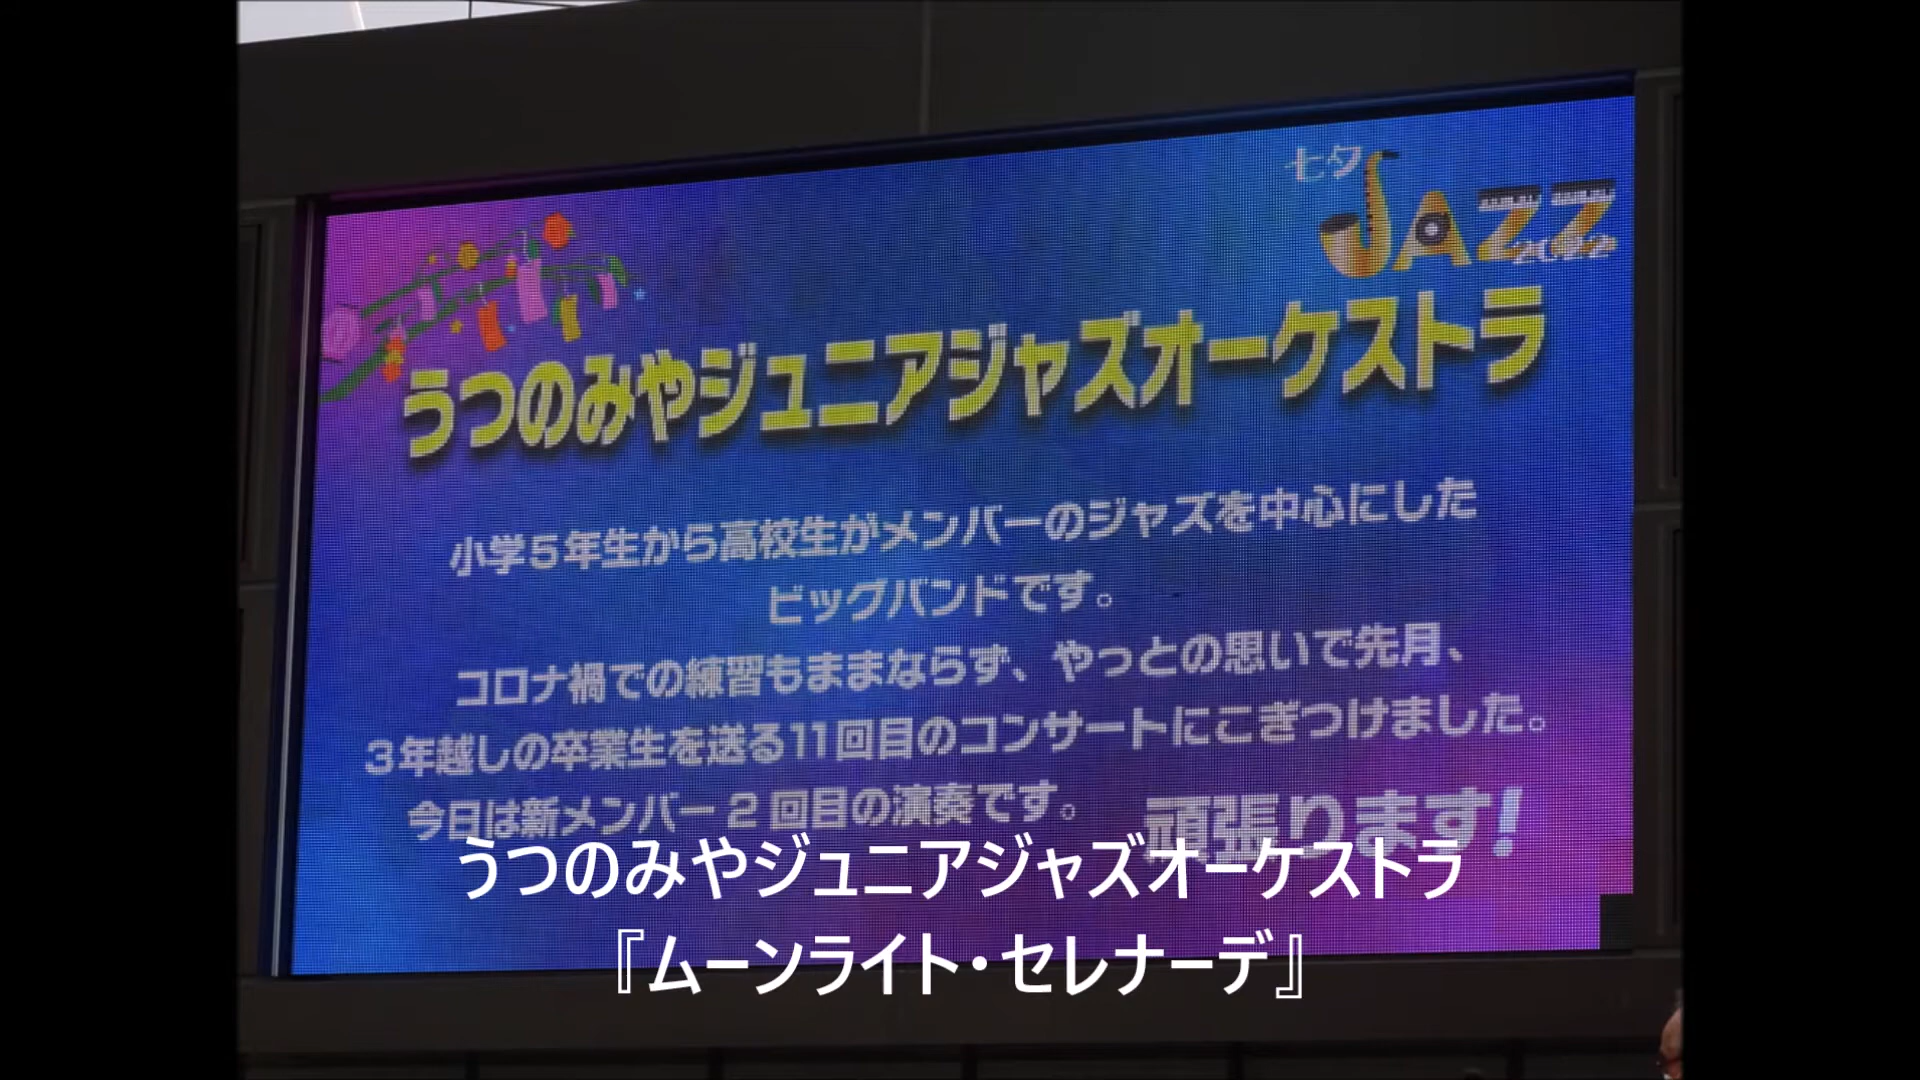 七夕
JAZZ
2022
うつのみやジュニアジャズオーケストラ
小学5年生から高校生がメンバーのジャズを中心にした
ビッグバンドです。
コロナ禍での練習もままならず、やっとの思いで先月、
3年越しの卒業生を送る11回目のコンサートにこぎつけました。
今日は新メンバー2回目の演奏です。
頑張ります!
うつのみやジュニアジャズオーケストラ
『ムーンライト・セレナーデ』